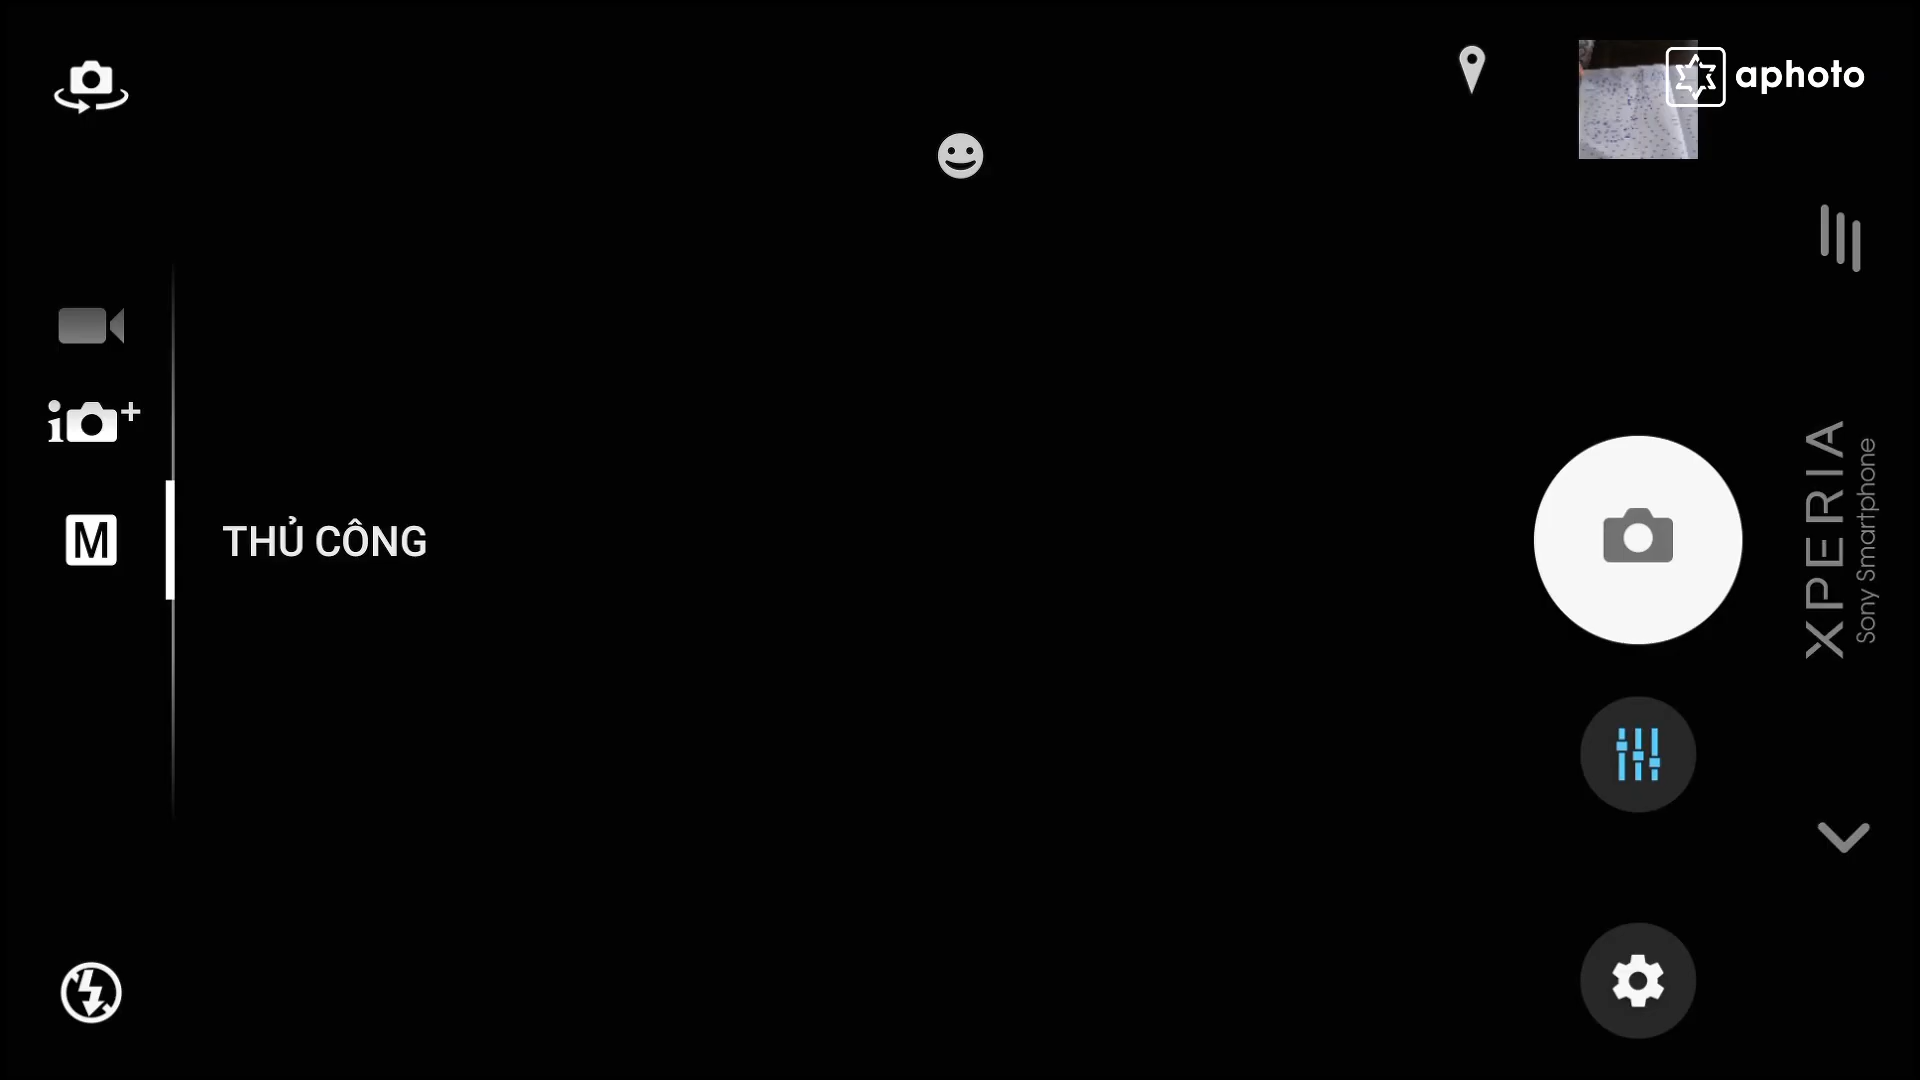 aphoto
i +
M
THỦ CÔNG
XPERIA
Sony Smartphone